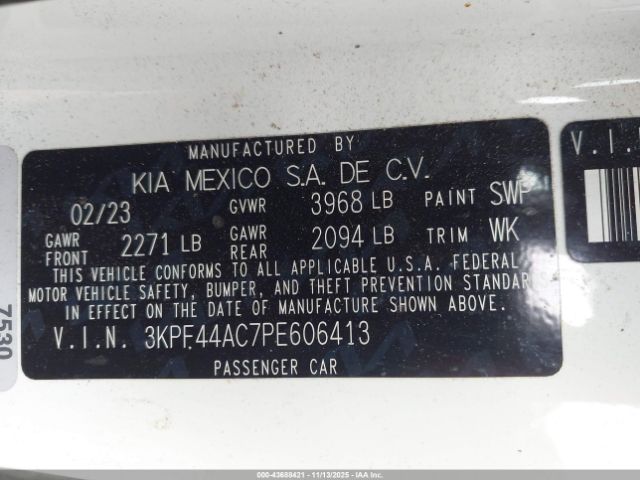 MANUFACTURED BY
KIA MEXICO S.A. DE C.V.
02/23 GVWR 3968 LB PAINT SWP
GAWR FRONT 2271 LB GAWR REAR 2094 LB TRIM WK
THIS VEHICLE CONFORMS TO ALL APPLICABLE U.S.A. FEDERAL
MOTOR VEHICLE SAFETY, BUMPER, AND THEFT PREVENTION STANDAR
IN EFFECT ON THE DATE OF MANUFACTURE SHOWN ABOVE.
V.I.N. 3KPF44AC7PE606413
PASSENGER CAR
V.I.
7530
000-43688421 - 11/13/2025 - IAAI.COM